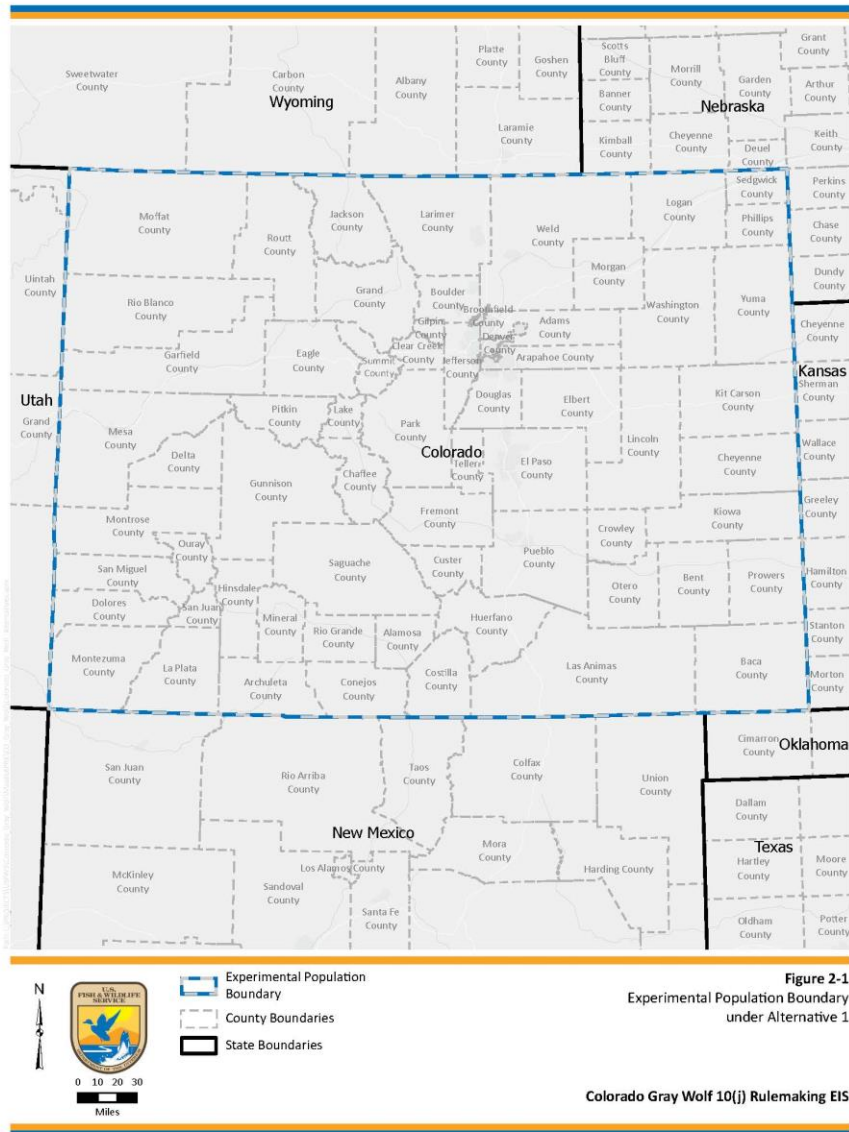 Platte
County
Goshen
County
Scotts
Bluff
County
Grant
County
Sweetwater
County
Carbon
County
Albany
County
Morrill
County
Garden
County
Arthur
County
Wyoming
Banner
County
Nebraska
Laramie
County
Kimball
County
Cheyenne
County
Deuel
County
Keith
County
Sedgwick
County
Perkins
County
Moffat
County
Routt
County
Jackson
County
Larimer
County
Weld
County
Logan
County
Phillips
County
Chase
County
Uintah
County
Grand
County
Boulder
County
Morgan
County
Dundy
County
Rio Blanco
County
Washington
County
Yuma
County
Cheyenne
County
Broomfield
County
Gilpin
County
Adams
County
Denver
County
Clear Creek
County
Garfield
County
Eagle
County
Summit
County
Jefferson
County
Arapahoe County
Kansas
Utah
Sherman
County
Grand
County
Pitkin
County
Lake
County
Park
County
Douglas
County
Elbert
County
Kit Carson
County
Mesa
County
Delta
County
Lincoln
County
Wallace
County
Colorado
Gunnison
County
Chaffee
County
Teller
County
El Paso
County
Cheyenne
County
Greeley
County
Montrose
County
Fremont
County
Kiowa
County
Ouray
County
Crowley
County
San Miguel
County
Saguache
County
Custer
County
Pueblo
County
Otero
County
Bent
County
Prowers
County
Hamilton
County
Dolores
County
San Juan
County
Hinsdale
County
Mineral
County
Rio Grande
County
Alamosa
County
Huerfano
County
Stanton
County
Montezuma
County
La Plata
County
Archuleta
County
Conejos
County
Costilla
County
Las Animas
County
Baca
County
Morton
County
Cimarron
County
Oklahoma
San Juan
County
Rio Arriba
County
Taos
County
Colfax
County
Union
County
Dallam
County
New Mexico
Mora
County
Texas
McKinley
County
Los Alamos County
Sandoval
County
Harding County
Hartley
County
Moore
County
Santa Fe
County
Oldham
County
Potter
County
N
U.S.
FISH & WILDLIFE
SERVICE
DEPARTMENT OF THE INTERIOR
0 10 20 30
Miles
Experimental Population
Boundary
County Boundaries
State Boundaries
Figure 2-1
Experimental Population Boundary
under Alternative 1
Colorado Gray Wolf 10(j) Rulemaking EIS